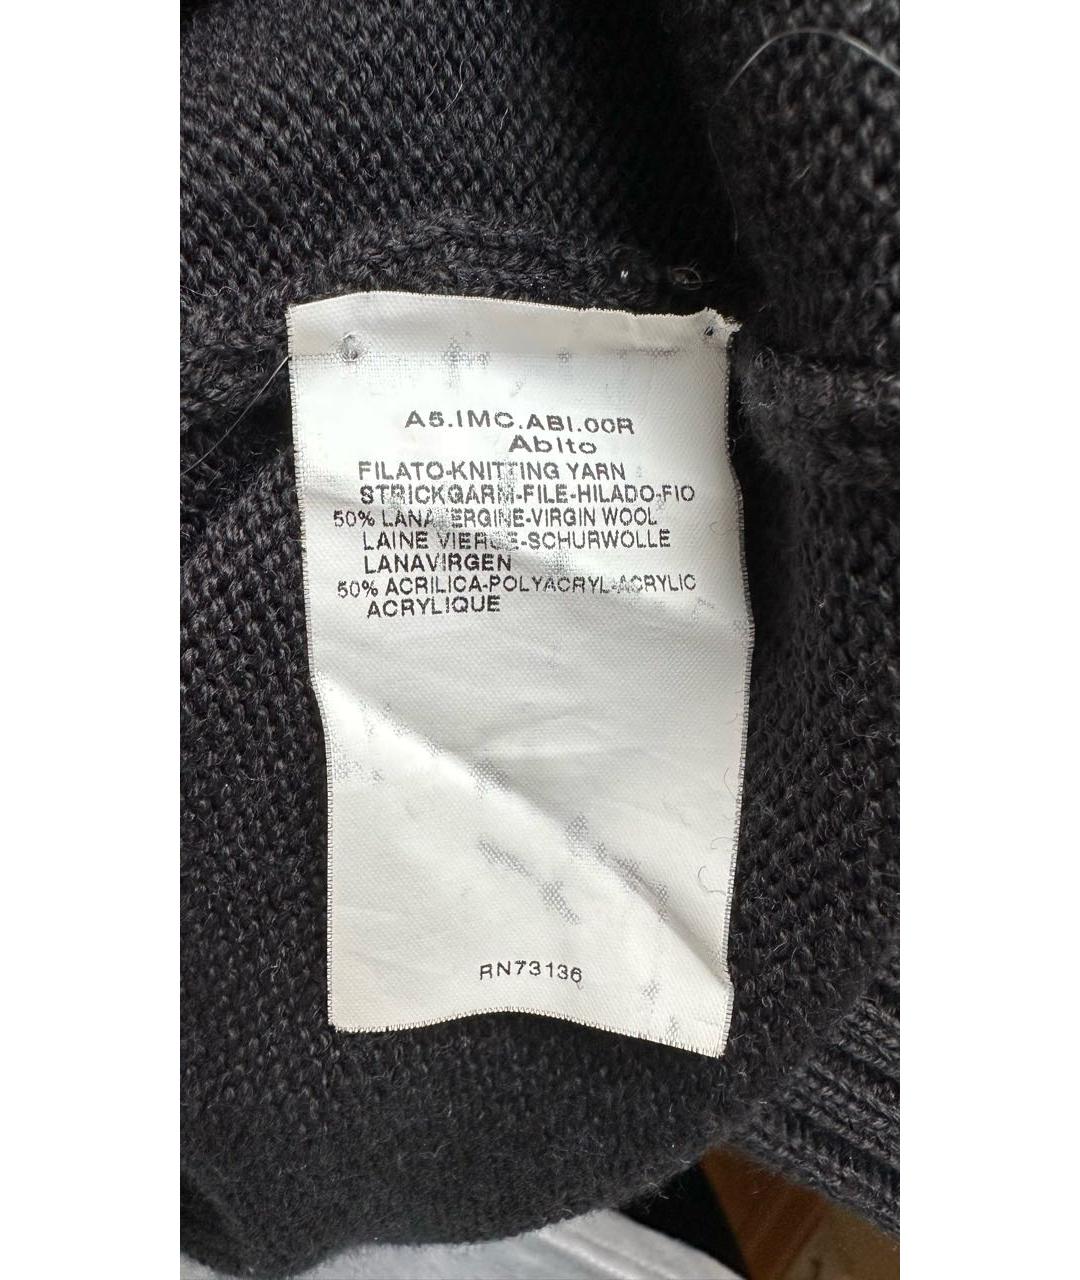 A5.IMC.ABI.00R
Abito
FILATO-KNITTING YARN
STRICKGARN-FILE-HILADO-FIO
50% LANA VERGINE-VIRGIN WOOL
LAINE VIERGE-SCHURWOLLE
LANAVIRGEN
50% ACRILICA-POLYACRYL-ACRYLIC
ACRYLIQUE
RN73136